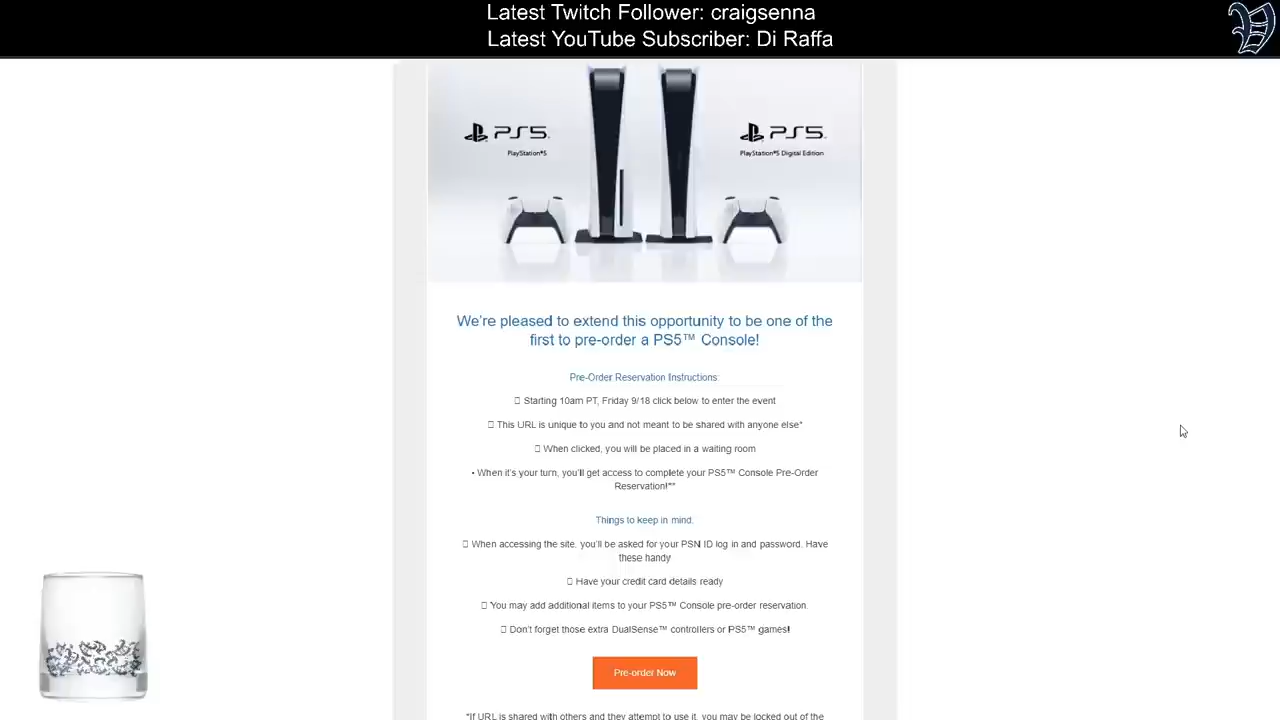 Latest Twitch Follower: craigsenna
Latest YouTube Subscriber: Di Raffa
PS5
PlayStation®5
PS5
PlayStation®5 Digital Edition
We're pleased to extend this opportunity to be one of the
first to pre-order a PS5™ Console!
Pre-Order Reservation Instructions:
Starting 10am PT, Friday 9/18 click below to enter the event
This URL is unique to you and not meant to be shared with anyone else*
When clicked, you will be placed in a waiting room
• When it's your turn, you'll get access to complete your PS5™ Console Pre-Order
Reservation!**
Things to keep in mind:
When accessing the site, you'll be asked for your PSN ID log in and password. Have
these handy
Have your credit card details ready
You may add additional items to your PS5™ Console pre-order reservation.
Don't forget those extra DualSense™ controllers or PS5™ games!
Pre-order Now
*If URL is shared with others and they attempt to use it, you may be locked out of the